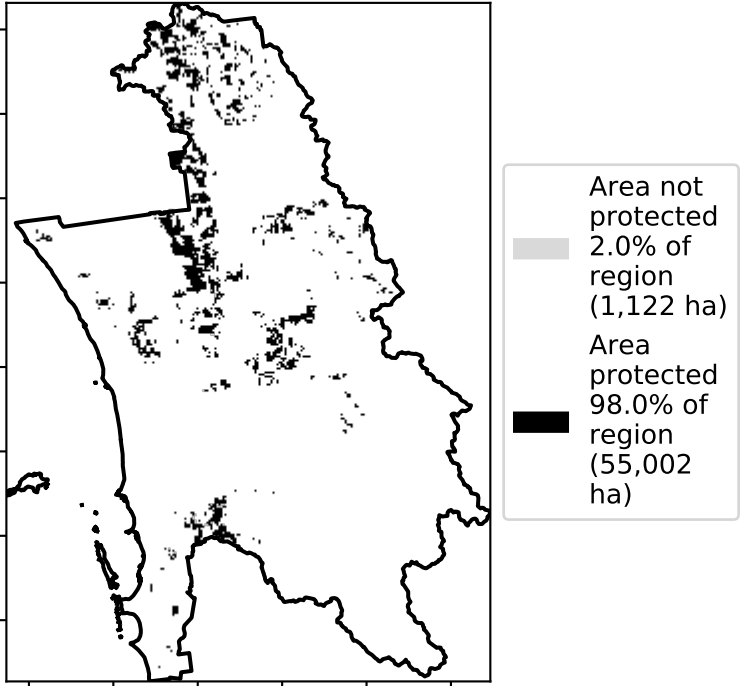 Area not
protected
2.0% of
region
(1,122 ha)
Area
protected
98.0% of
region
(55,002
ha)